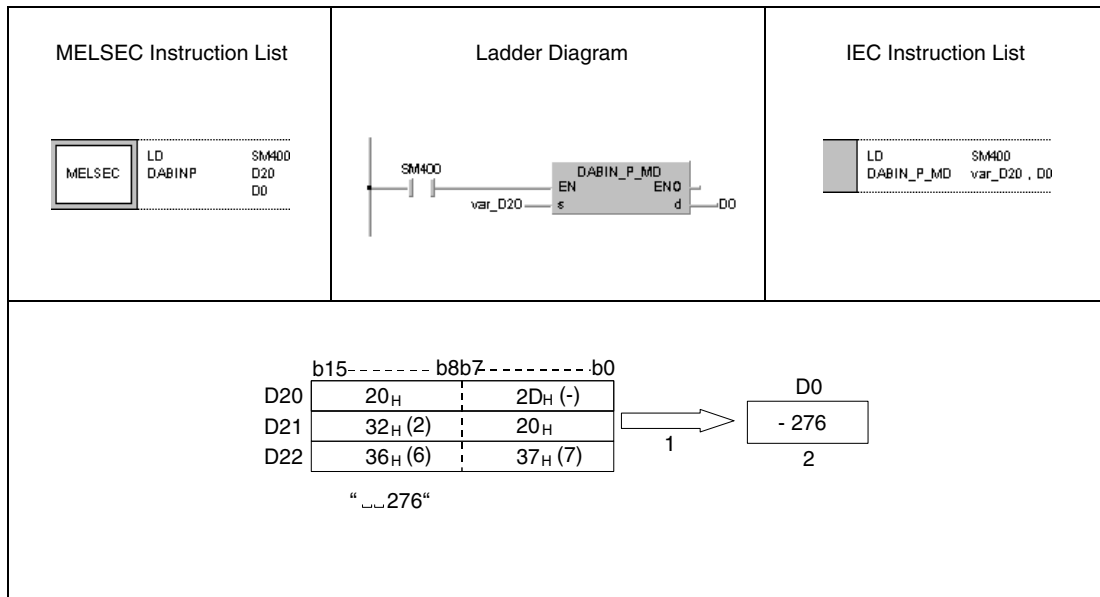 MELSEC Instruction List
Ladder Diagram
IEC Instruction List
MELSEC
LD SM400
DABINP D20
D0
SM400
DABIN_P_MD
EN ENO
var_D20 s d D0
LD SM400
DABIN_P_MD var_D20 , D0
b15 b8b7 b0
D20 20H 2DH (-)
D21 32H (2) 20H
D22 36H (6) 37H (7)
1
D0
- 276
2
“ ␣␣276“